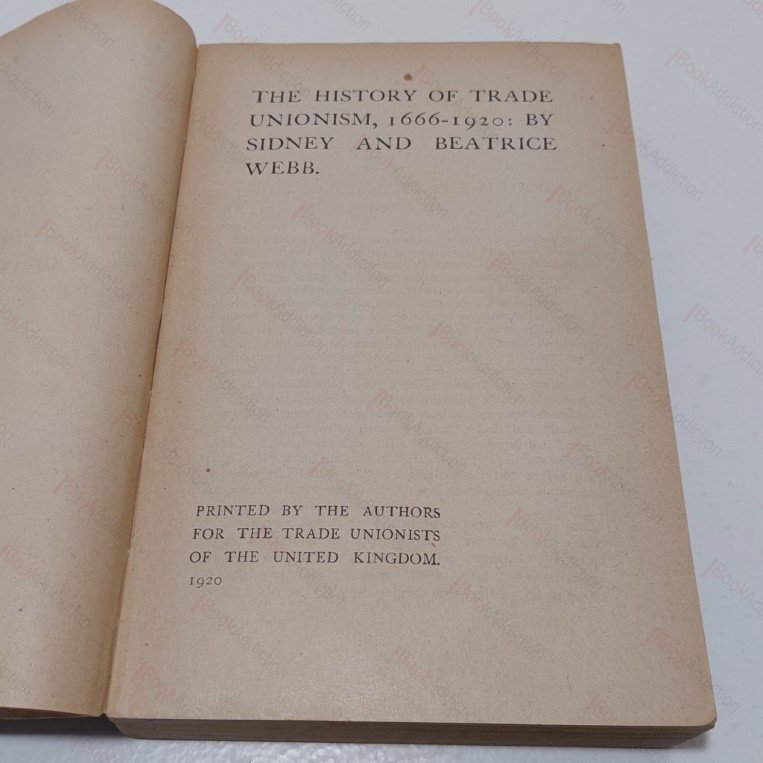 THE HISTORY OF TRADE
UNIONISM, 1666-1920: BY
SIDNEY AND BEATRICE
WEBB.
PRINTED BY THE AUTHORS
FOR THE TRADE UNIONISTS
OF THE UNITED KINGDOM.
1920
iBookAddiction